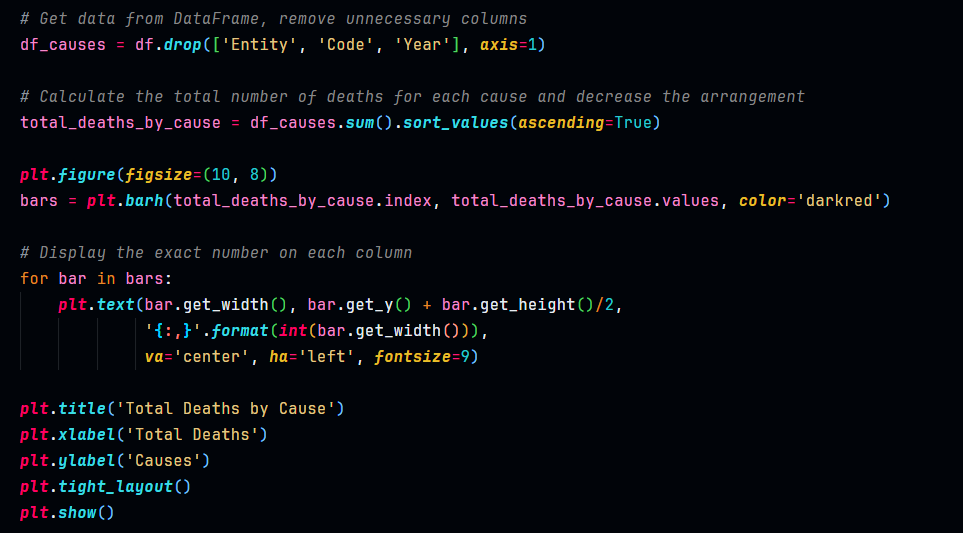 # Get data from DataFrame, remove unnecessary columns
df_causes = df.drop(['Entity', 'Code', 'Year'], axis=1)
# Calculate the total number of deaths for each cause and decrease the arrangement
total_deaths_by_cause = df_causes.sum().sort_values(ascending=True)
plt.figure(figsize=(10, 8))
bars = plt.barh(total_deaths_by_cause.index, total_deaths_by_cause.values, color='darkred')
# Display the exact number on each column
for bar in bars:
    plt.text(bar.get_width(), bar.get_y() + bar.get_height()/2,
             '{:,}'.format(int(bar.get_width())),
             va='center', ha='left', fontsize=9)
plt.title('Total Deaths by Cause')
plt.xlabel('Total Deaths')
plt.ylabel('Causes')
plt.tight_layout()
plt.show()